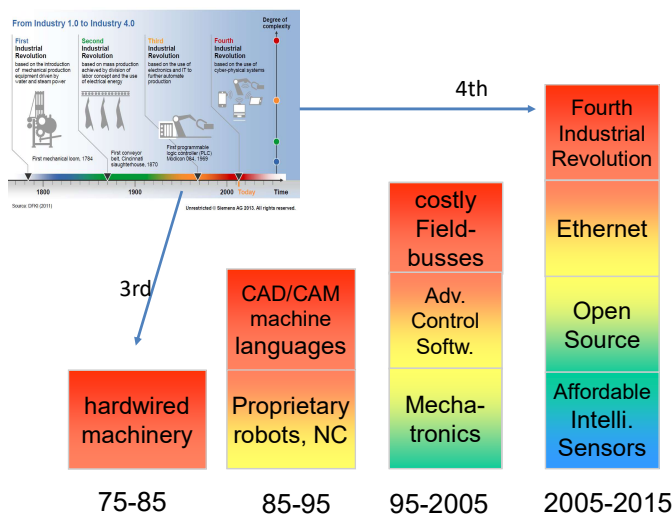 From Industry 1.0 to Industry 4.0
Degree of
complexity
First
Industrial
Revolution
based on the introduction
of mechanical production
equipment driven by
water and steam power
Second
Industrial
Revolution
based on mass production
achieved by division of
labor concept and the use
of electrical energy
Third
Industrial
Revolution
based on the use of
electronics and IT to
further automate
production
Fourth
Industrial
Revolution
based on the use of
cyber-physical systems
First mechanical loom, 1784
First conveyor
belt, Cincinnati
slaughterhouse, 1870
First programmable
logic controller (PLC)
Modicon 084, 1969
1800
1900
2000
Today
Time
Source: DFKI (2011)
Unrestricted © Siemens AG 2013. All rights reserved.
4th
3rd
hardwired
machinery
75-85
CAD/CAM
machine
languages
Proprietary
robots, NC
85-95
costly
Field-
busses
Adv.
Control
Softw.
Mecha-
tronics
95-2005
Fourth
Industrial
Revolution
Ethernet
Open
Source
Affordable
Intelli.
Sensors
2005-2015